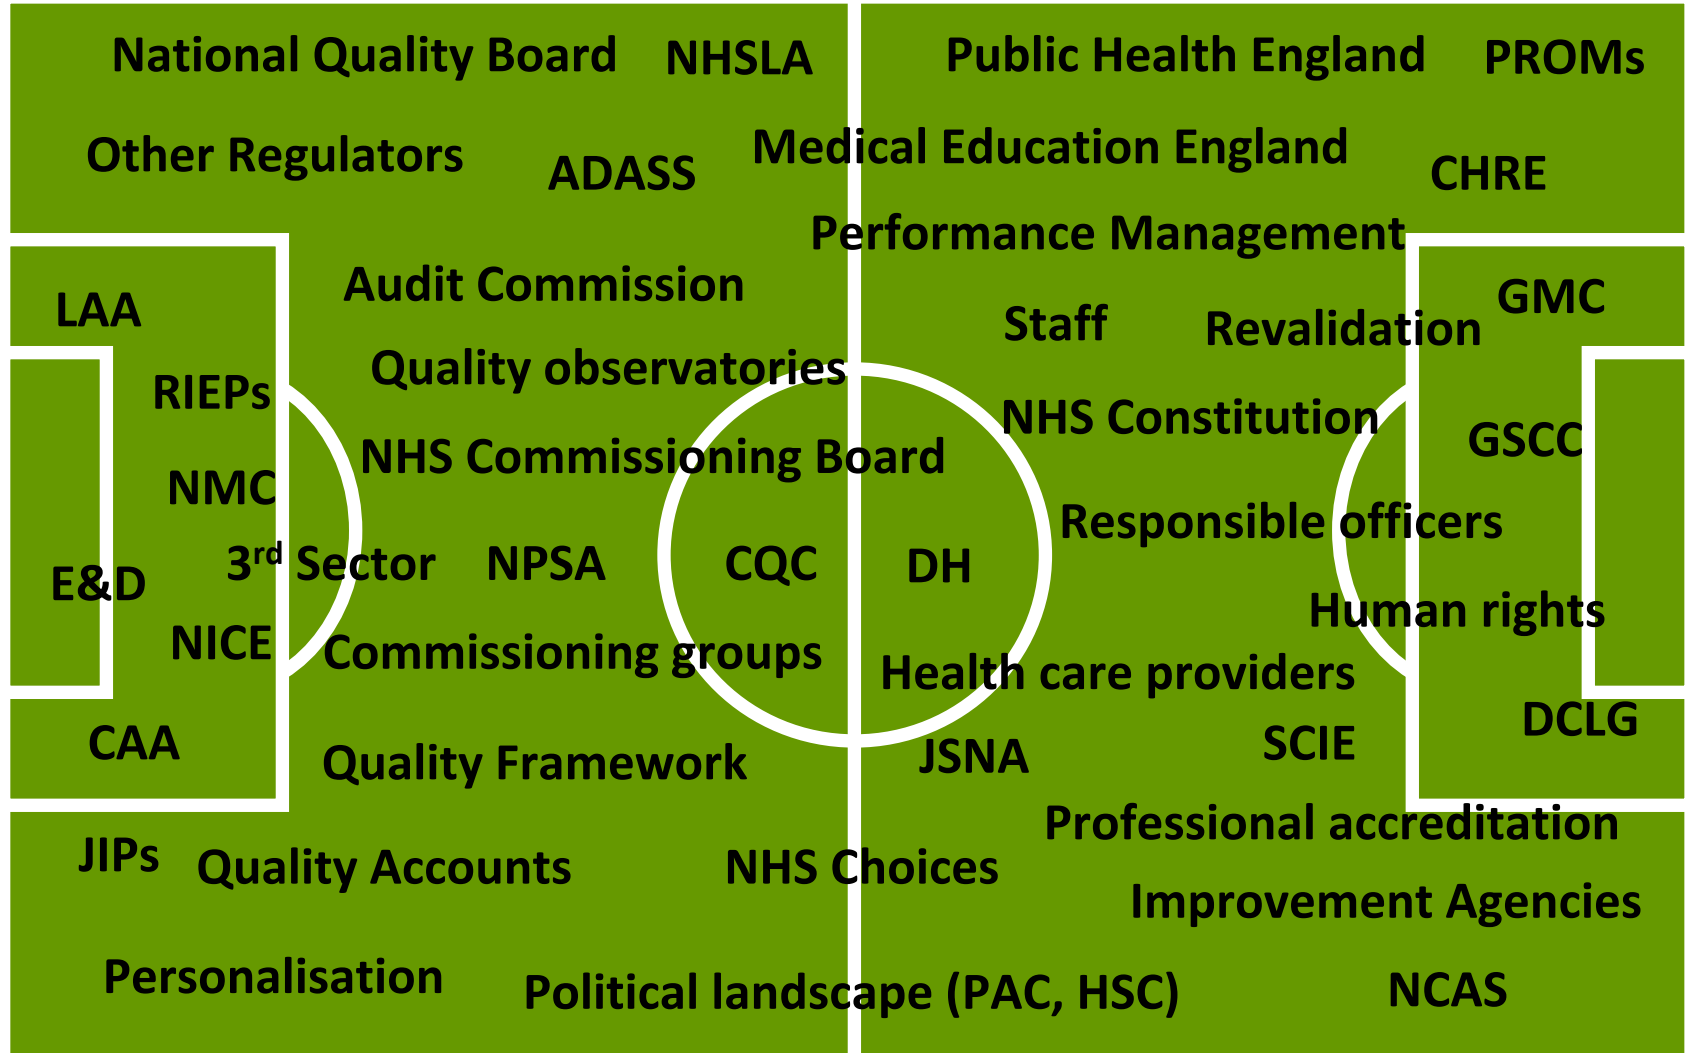 National Quality Board
NHSLA
Public Health England
PROMs
Other Regulators
ADASS
Medical Education England
CHRE
Performance Management
LAA
Audit Commission
Staff
Revalidation
GMC
RIEPs
Quality observatories
NHS Constitution
GSCC
NMC
NHS Commissioning Board
Responsible officers
E&D
3rd Sector
NPSA
CQC
DH
Human rights
NICE
Commissioning groups
Health care providers
DCLG
CAA
Quality Framework
JSNA
SCIE
Professional accreditation
JIPs
Quality Accounts
NHS Choices
Improvement Agencies
Personalisation
Political landscape (PAC, HSC)
NCAS